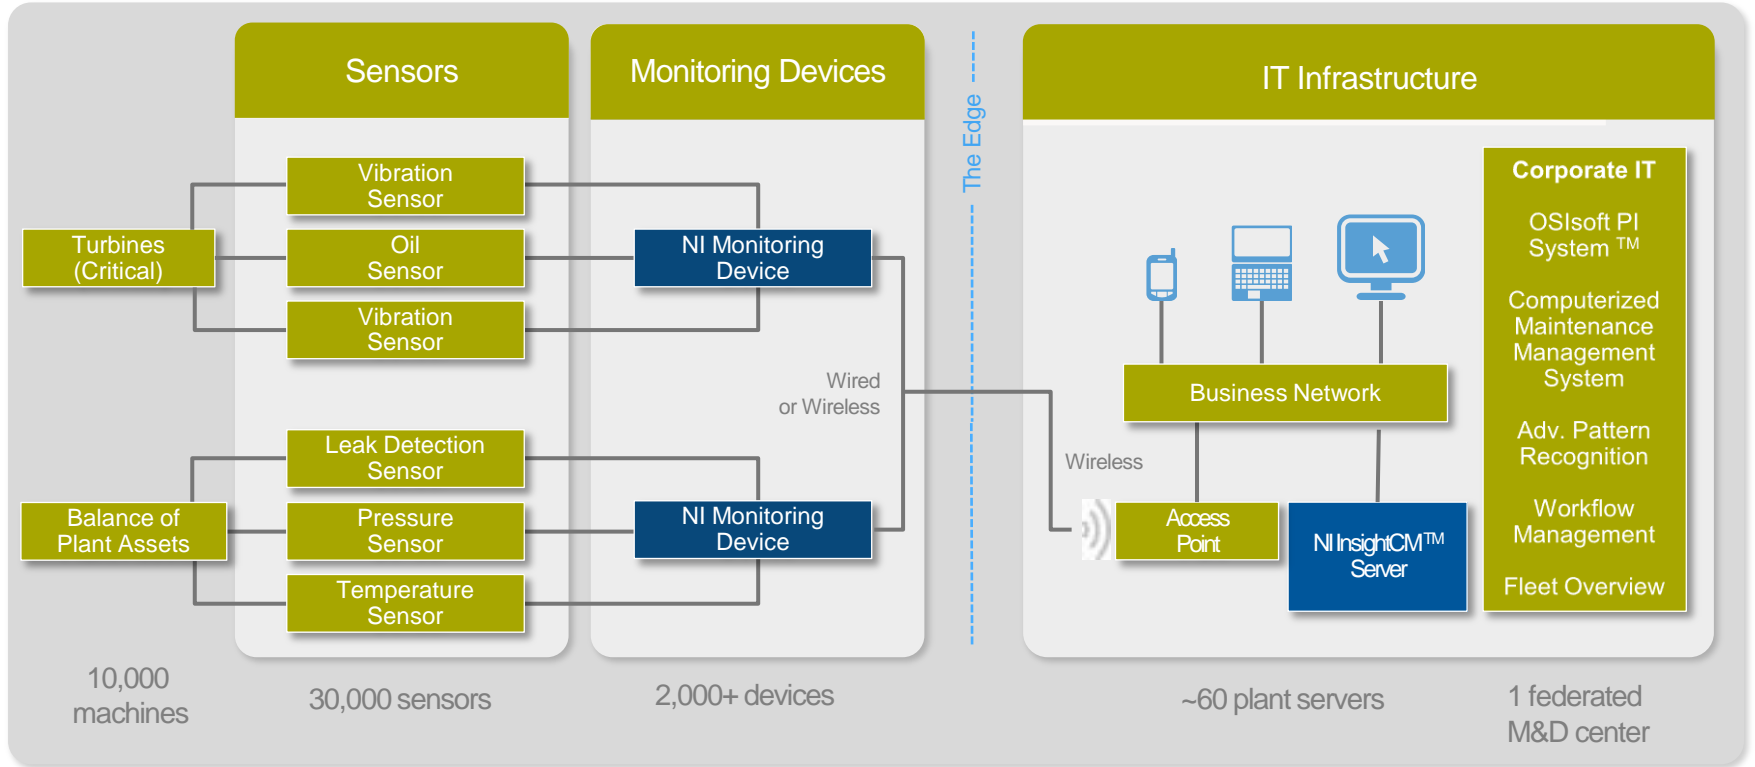 Sensors
Monitoring Devices
The Edge
IT Infrastructure
Turbines
(Critical)
Vibration
Sensor
Oil
Sensor
Vibration
Sensor
NI Monitoring
Device
Balance of
Plant Assets
Leak Detection
Sensor
Pressure
Sensor
Temperature
Sensor
NI Monitoring
Device
Wired
or Wireless
Wireless
Business Network
Access
Point
NI InsightCM™
Server
Corporate IT
OSIsoft PI
System ™
Computerized
Maintenance
Management
System
Adv. Pattern
Recognition
Workflow
Management
Fleet Overview
10,000
machines
30,000 sensors
2,000+ devices
~60 plant servers
1 federated
M&D center